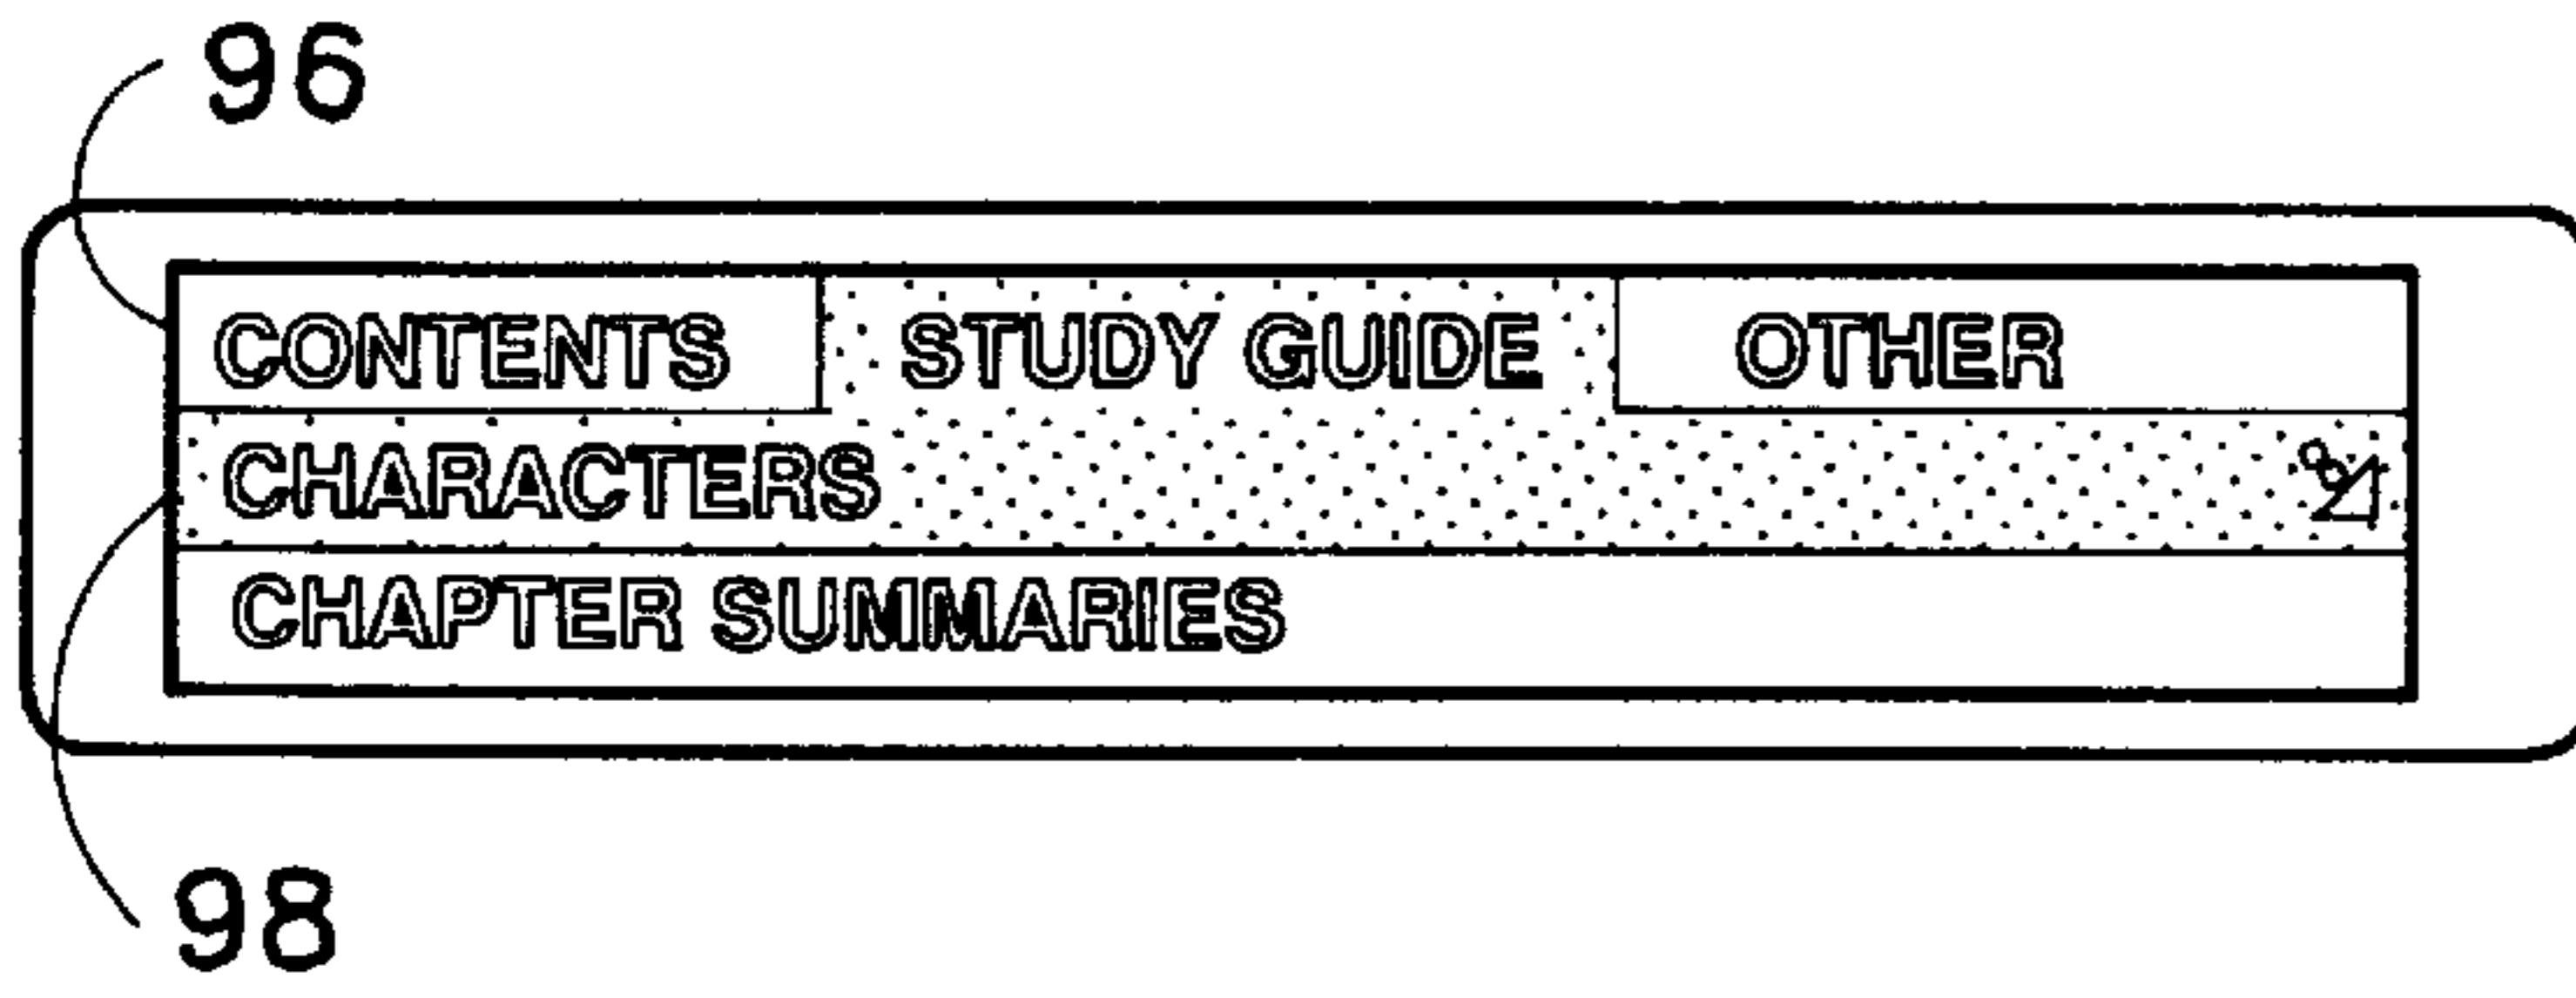 96
CONTENTS STUDY GUIDE OTHER
CHARACTERS
CHAPTER SUMMARIES
98